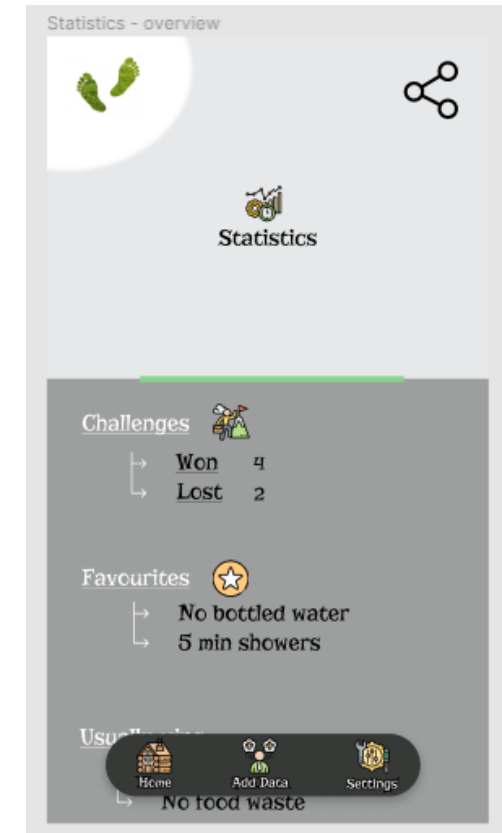 Statistics - overview
Statistics
Challenges
Won 4
Lost 2
Favourites
No bottled water
5 min showers
Home Add Data Settings
No food waste